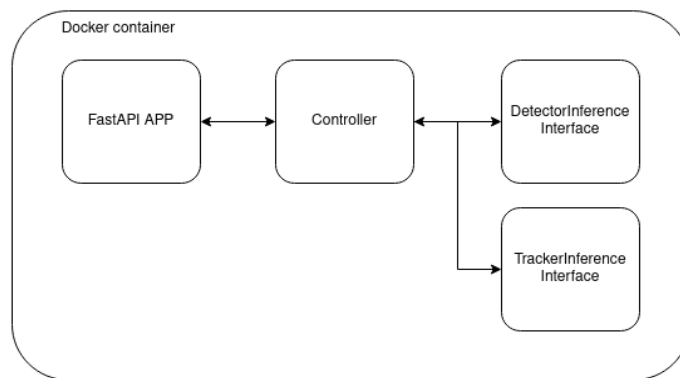 Docker container
FastAPI APP
Controller
DetectorInference
Interface
TrackerInference
Interface